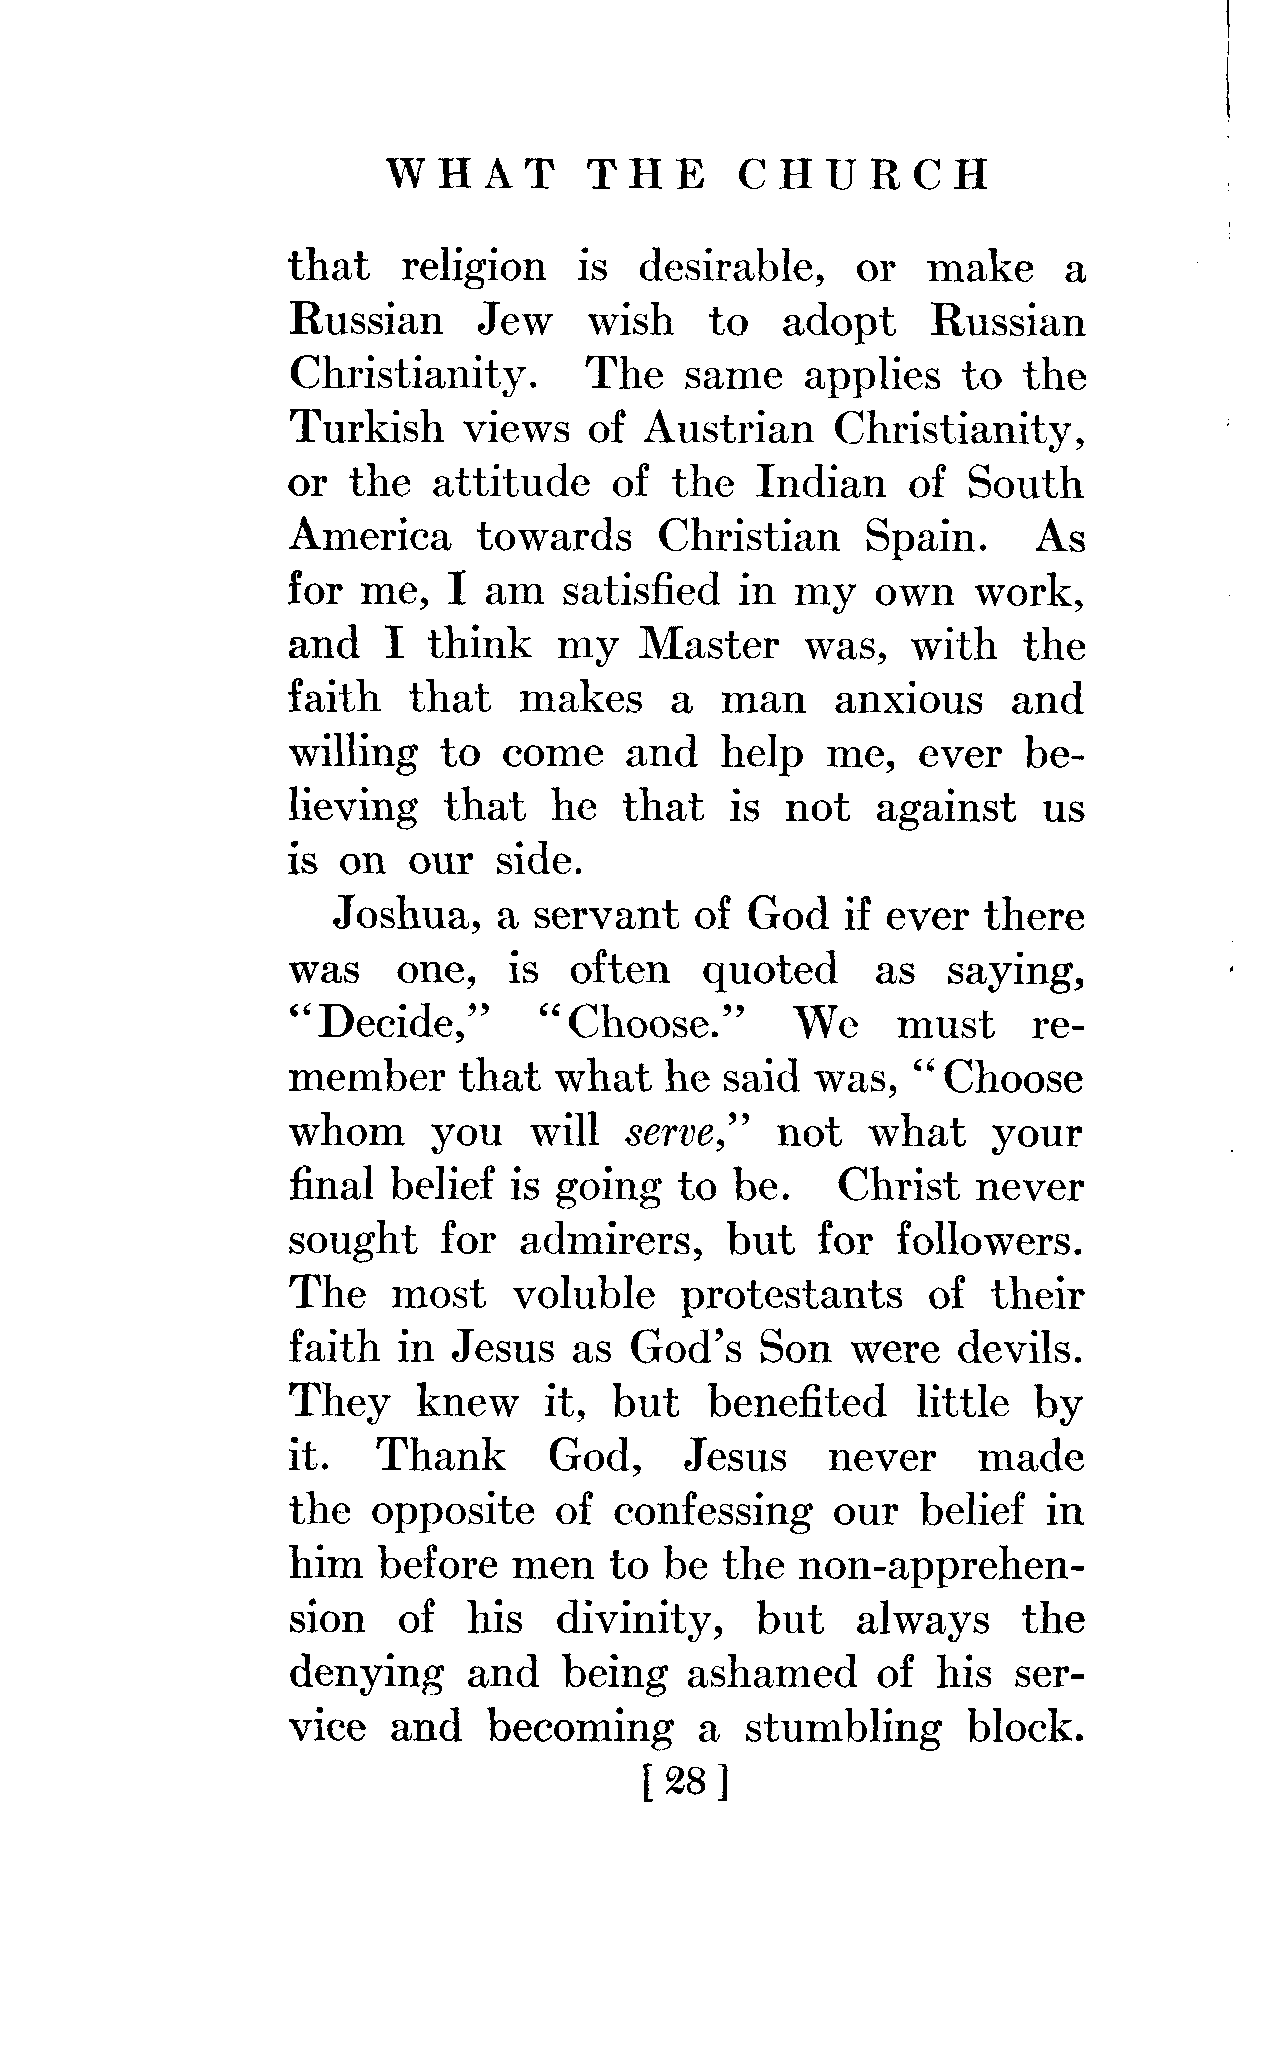 WHAT THE CHURCH
that religion is desirable, or make a
Russian Jew wish to adopt Russian
Christianity. The same applies to the
Turkish views of Austrian Christianity,
or the attitude of the Indian of South
America towards Christian Spain. As
for me, I am satisfied in my own work,
and I think my Master was, with the
faith that makes a man anxious and
willing to come and help me, ever be-
lieving that he that is not against us
is on our side.
Joshua, a servant of God if ever there
was one, is often quoted as saying,
"Decide," "Choose." We must re-
member that what he said was, "Choose
whom you will serve," not what your
final belief is going to be. Christ never
sought for admirers, but for followers.
The most voluble protestants of their
faith in Jesus as God's Son were devils.
They knew it, but benefited little by
it. Thank God, Jesus never made
the opposite of confessing our belief in
him before men to be the non-apprehen-
sion of his divinity, but always the
denying and being ashamed of his ser-
vice and becoming a stumbling block.
[28]